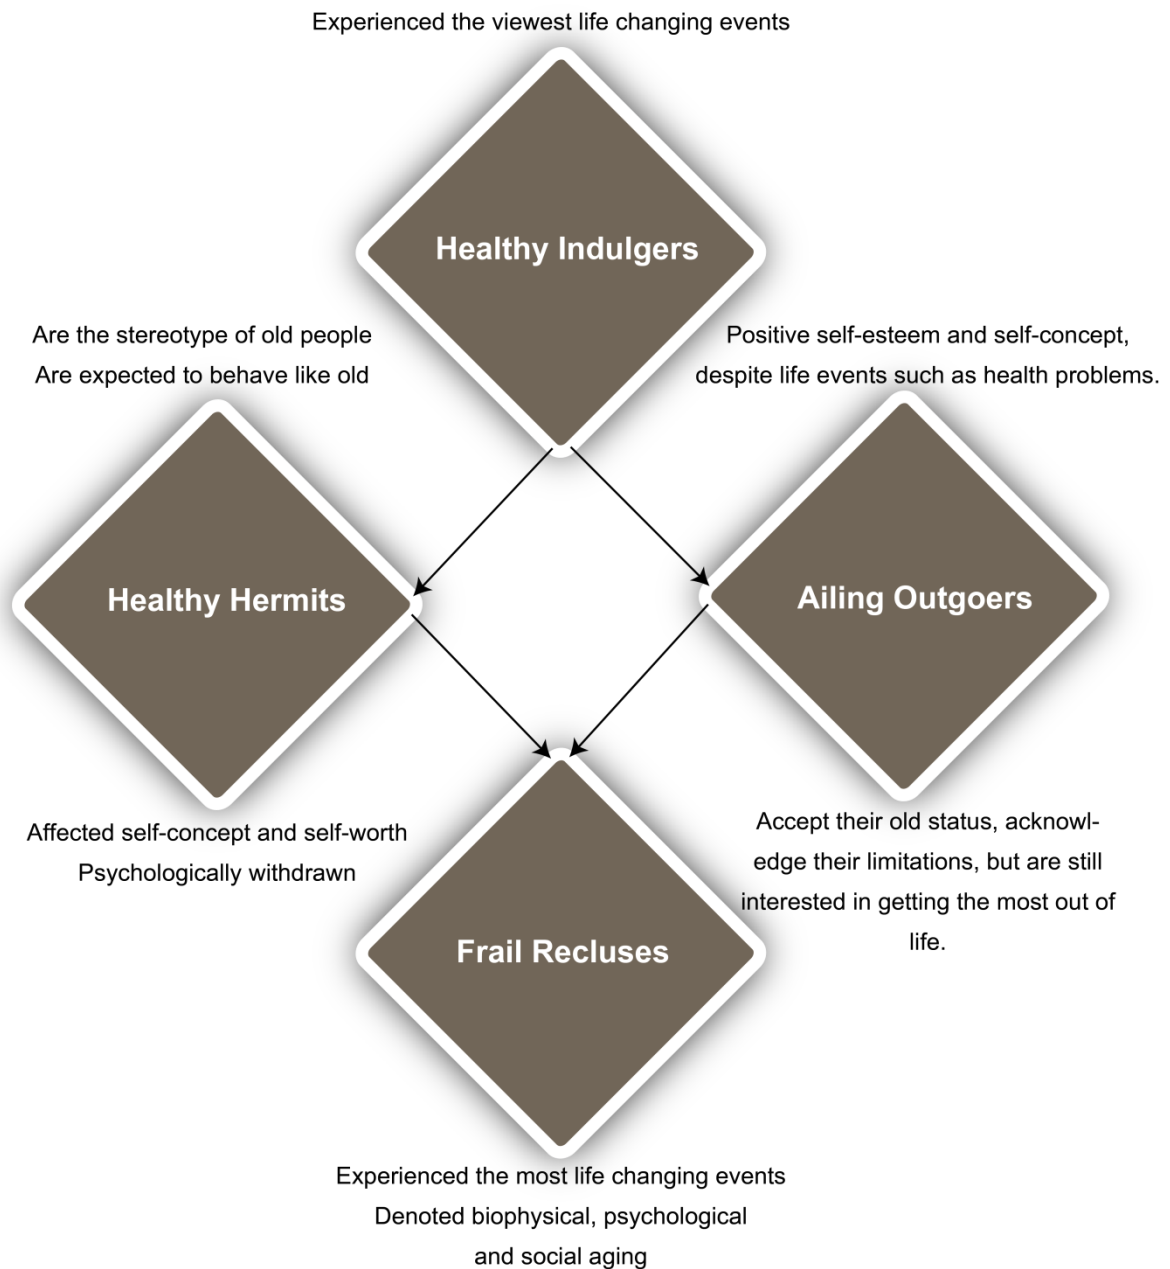 Experienced the viewest life changing events
Healthy Indulgers
Are the stereotype of old people
Are expected to behave like old
Positive self-esteem and self-concept,
despite life events such as health problems.
Healthy Hermits
Ailing Outgoers
Affected self-concept and self-worth
Psychologically withdrawn
Accept their old status, acknowl-
edge their limitations, but are still
interested in getting the most out of
life.
Frail Recluses
Experienced the most life changing events
Denoted biophysical, psychological
and social aging